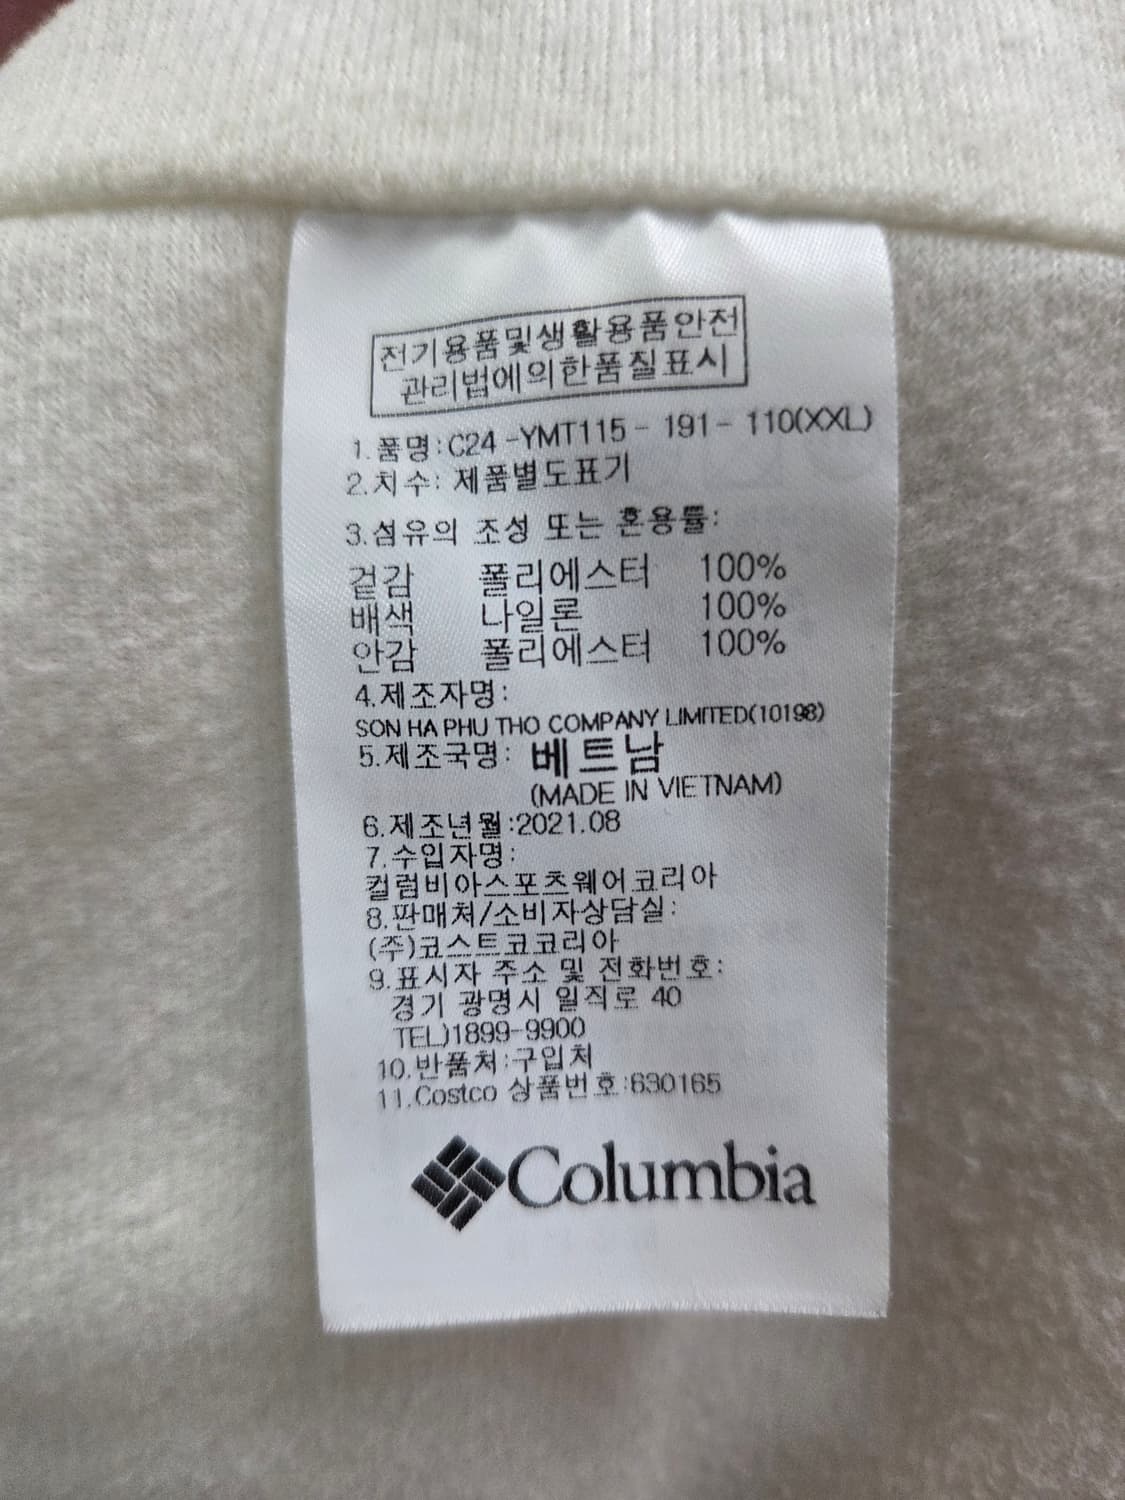 전기용품및생활용품안전
관리법에의한품질표시
1.품명:C24 -YMT115 - 191 - 110(XXL)
2.치수: 제품별도표기
3.섬유의 조성 또는 혼용률:
겉감 폴리에스터 100%
배색 나일론 100%
안감 폴리에스터 100%
4.제조자명:
SON HA PHU THO COMPANY LIMITED(10198)
5.제조국명: 베트남
(MADE IN VIETNAM)
6.제조년월:2021.08
7.수입자명:
컬럼비아스포츠웨어코리아
8.판매쳐/소비자상담실:
(주)코스트코코리아
9.표시자 주소 및 전화번호:
경기 광명시 일직로 40
TEL)1899-9900
10.반품처:구입처
11.Costco 상품번호:630165
Columbia